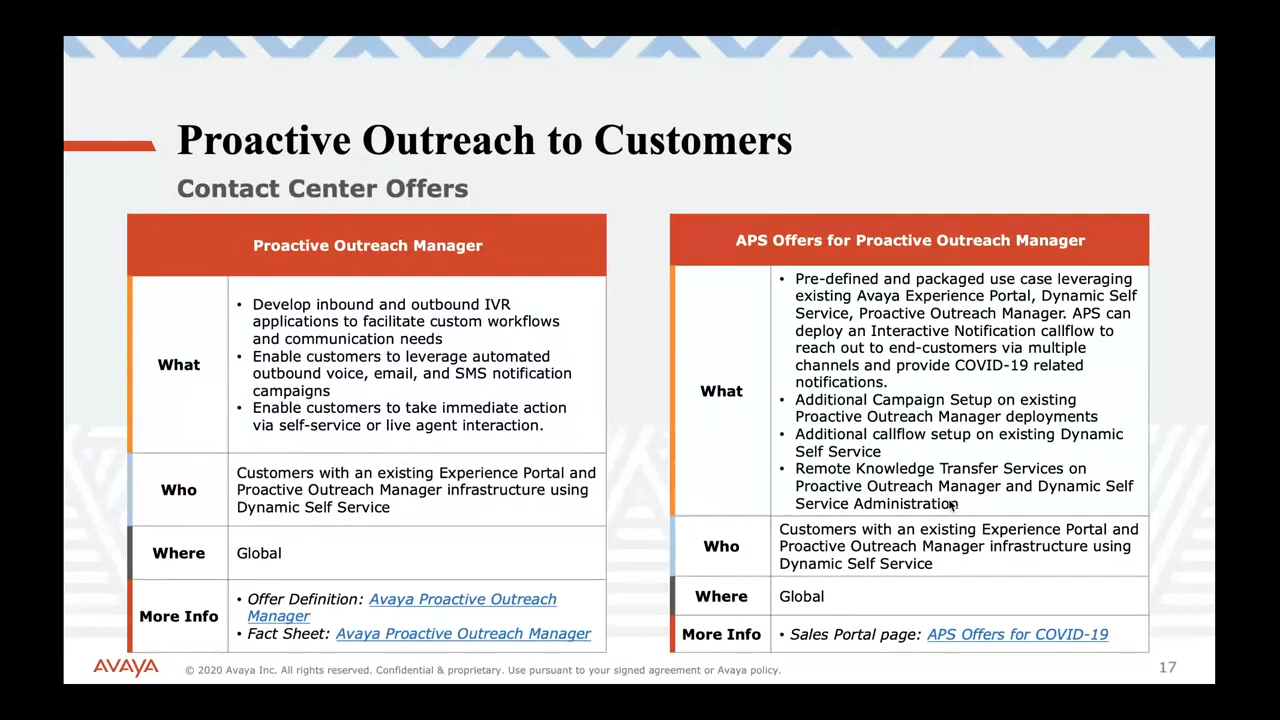 Proactive Outreach to Customers
Contact Center Offers
Proactive Outreach Manager
What
• Develop inbound and outbound IVR
applications to facilitate custom workflows
and communication needs
• Enable customers to leverage automated
outbound voice, email, and SMS notification
campaigns
• Enable customers to take immediate action
via self-service or live agent interaction.
Who
Customers with an existing Experience Portal and
Proactive Outreach Manager infrastructure using
Dynamic Self Service
Where
Global
More Info
• Offer Definition: Avaya Proactive Outreach
Manager
• Fact Sheet: Avaya Proactive Outreach Manager
APS Offers for Proactive Outreach Manager
What
• Pre-defined and packaged use case leveraging
existing Avaya Experience Portal, Dynamic Self
Service, Proactive Outreach Manager. APS can
deploy an Interactive Notification callflow to
reach out to end-customers via multiple
channels and provide COVID-19 related
notifications.
• Additional Campaign Setup on existing
Proactive Outreach Manager deployments
• Additional callflow setup on existing Dynamic
Self Service
• Remote Knowledge Transfer Services on
Proactive Outreach Manager and Dynamic Self
Service Administration
Who
Customers with an existing Experience Portal and
Proactive Outreach Manager infrastructure using
Dynamic Self Service
Where
Global
More Info
• Sales Portal page: APS Offers for COVID-19
AVAYA
© 2020 Avaya Inc. All rights reserved. Confidential & proprietary. Use pursuant to your signed agreement or Avaya policy.
17